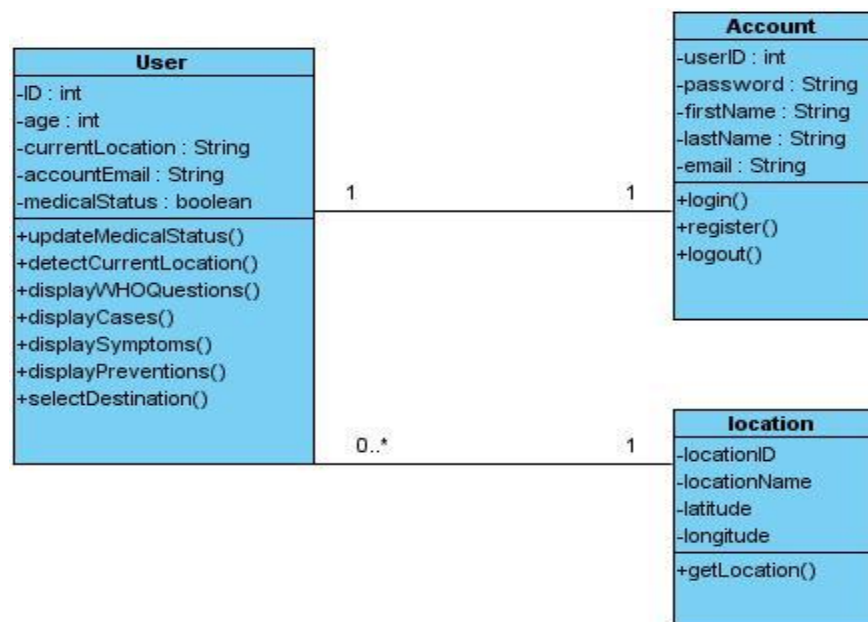 User
-ID : int
-age : int
-currentLocation : String
-accountEmail : String
-medicalStatus : boolean
+updateMedicalStatus()
+detectCurrentLocation()
+displayWHOQuestions()
+displayCases()
+displaySymptoms()
+displayPreventions()
+selectDestination()
1
1
Account
-userID : int
-password : String
-firstName : String
-lastName : String
-email : String
+login()
+register()
+logout()
0..*
1
location
-locationID
-locationName
-latitude
-longitude
+getLocation()